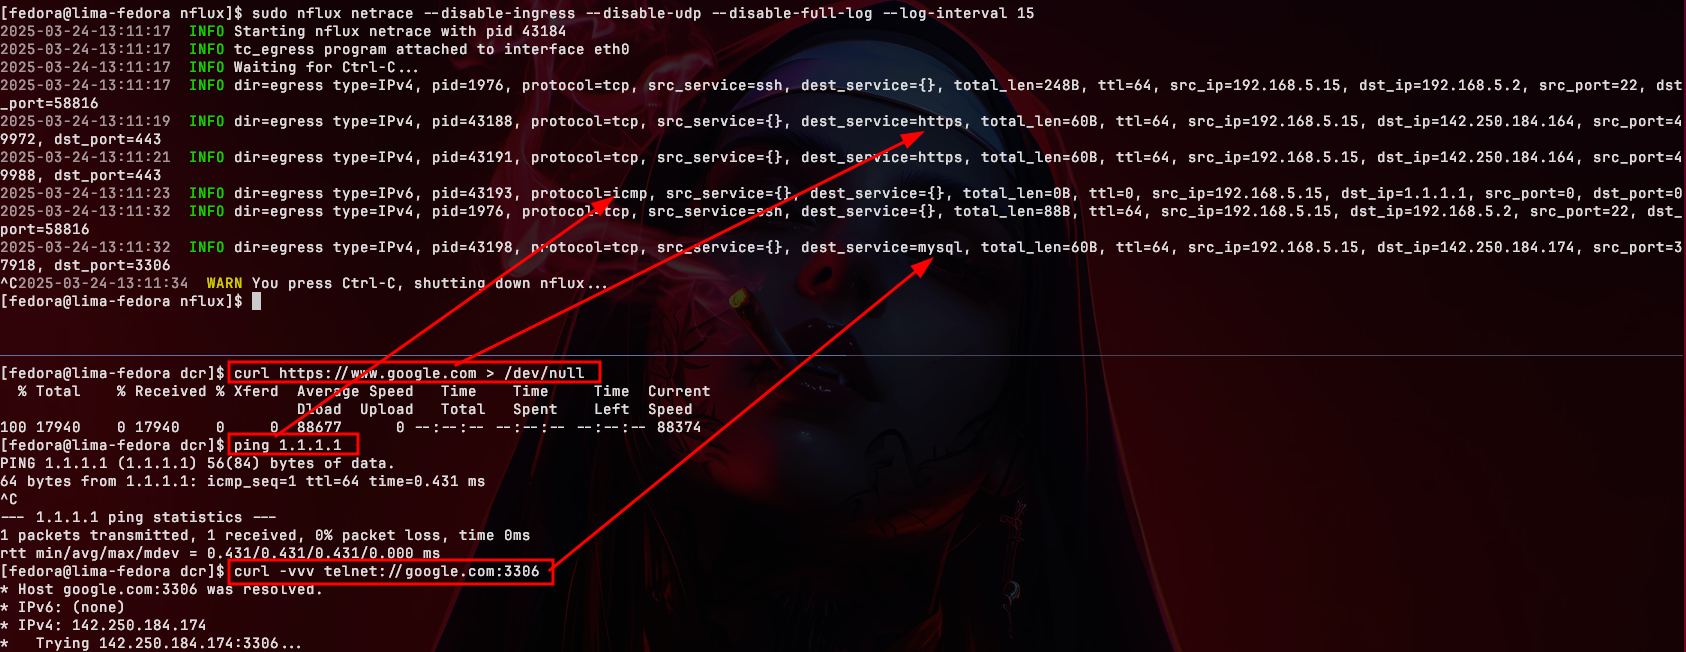 [fedora@lima-fedora nflux]$ sudo nflux netrace --disable-ingress --disable-udp --disable-full-log --log-interval 15
2025-03-24-13:11:17  INFO Starting nflux netrace with pid 43184
2025-03-24-13:11:17  INFO tc_egress program attached to interface eth0
2025-03-24-13:11:17  INFO Waiting for Ctrl-C...
2025-03-24-13:11:17  INFO dir=egress type=IPv4, pid=1976, protocol=tcp, src_service=ssh, dest_service={}, total_len=248B, ttl=64, src_ip=192.168.5.15, dst_ip=192.168.5.2, src_port=22, dst
_port=58816
2025-03-24-13:11:19  INFO dir=egress type=IPv4, pid=43188, protocol=tcp, src_service={}, dest_service=https, total_len=60B, ttl=64, src_ip=192.168.5.15, dst_ip=142.250.184.164, src_port=4
9972, dst_port=443
2025-03-24-13:11:21  INFO dir=egress type=IPv4, pid=43191, protocol=tcp, src_service={}, dest_service=https, total_len=60B, ttl=64, src_ip=192.168.5.15, dst_ip=142.250.184.164, src_port=4
9988, dst_port=443
2025-03-24-13:11:23  INFO dir=egress type=IPv6, pid=43193, protocol=icmp, src_service={}, dest_service={}, total_len=0B, ttl=0, src_ip=192.168.5.15, dst_ip=1.1.1.1, src_port=0, dst_port=0
2025-03-24-13:11:32  INFO dir=egress type=IPv4, pid=1976, protocol=tcp, src_service=ssh, dest_service={}, total_len=88B, ttl=64, src_ip=192.168.5.15, dst_ip=192.168.5.2, src_port=22, dst_
port=58816
2025-03-24-13:11:32  INFO dir=egress type=IPv4, pid=43198, protocol=tcp, src_service={}, dest_service=mysql, total_len=60B, ttl=64, src_ip=192.168.5.15, dst_ip=142.250.184.174, src_port=3
7918, dst_port=3306
^C2025-03-24-13:11:34  WARN You press Ctrl-C, shutting down nflux...
[fedora@lima-fedora nflux]$
[fedora@lima-fedora dcr]$ curl https://www.google.com > /dev/null
  % Total    % Received % Xferd  Average Speed   Time    Time     Time  Current
                                 Dload  Upload   Total   Spent    Left  Speed
100 17940    0 17940    0     0  88677      0 --:--:-- --:--:-- --:--:-- 88374
[fedora@lima-fedora dcr]$ ping 1.1.1.1
PING 1.1.1.1 (1.1.1.1) 56(84) bytes of data.
64 bytes from 1.1.1.1: icmp_seq=1 ttl=64 time=0.431 ms
^C
--- 1.1.1.1 ping statistics ---
1 packets transmitted, 1 received, 0% packet loss, time 0ms
rtt min/avg/max/mdev = 0.431/0.431/0.431/0.000 ms
[fedora@lima-fedora dcr]$ curl -vvv telnet://google.com:3306
* Host google.com:3306 was resolved.
* IPv6: (none)
* IPv4: 142.250.184.174
*   Trying 142.250.184.174:3306...